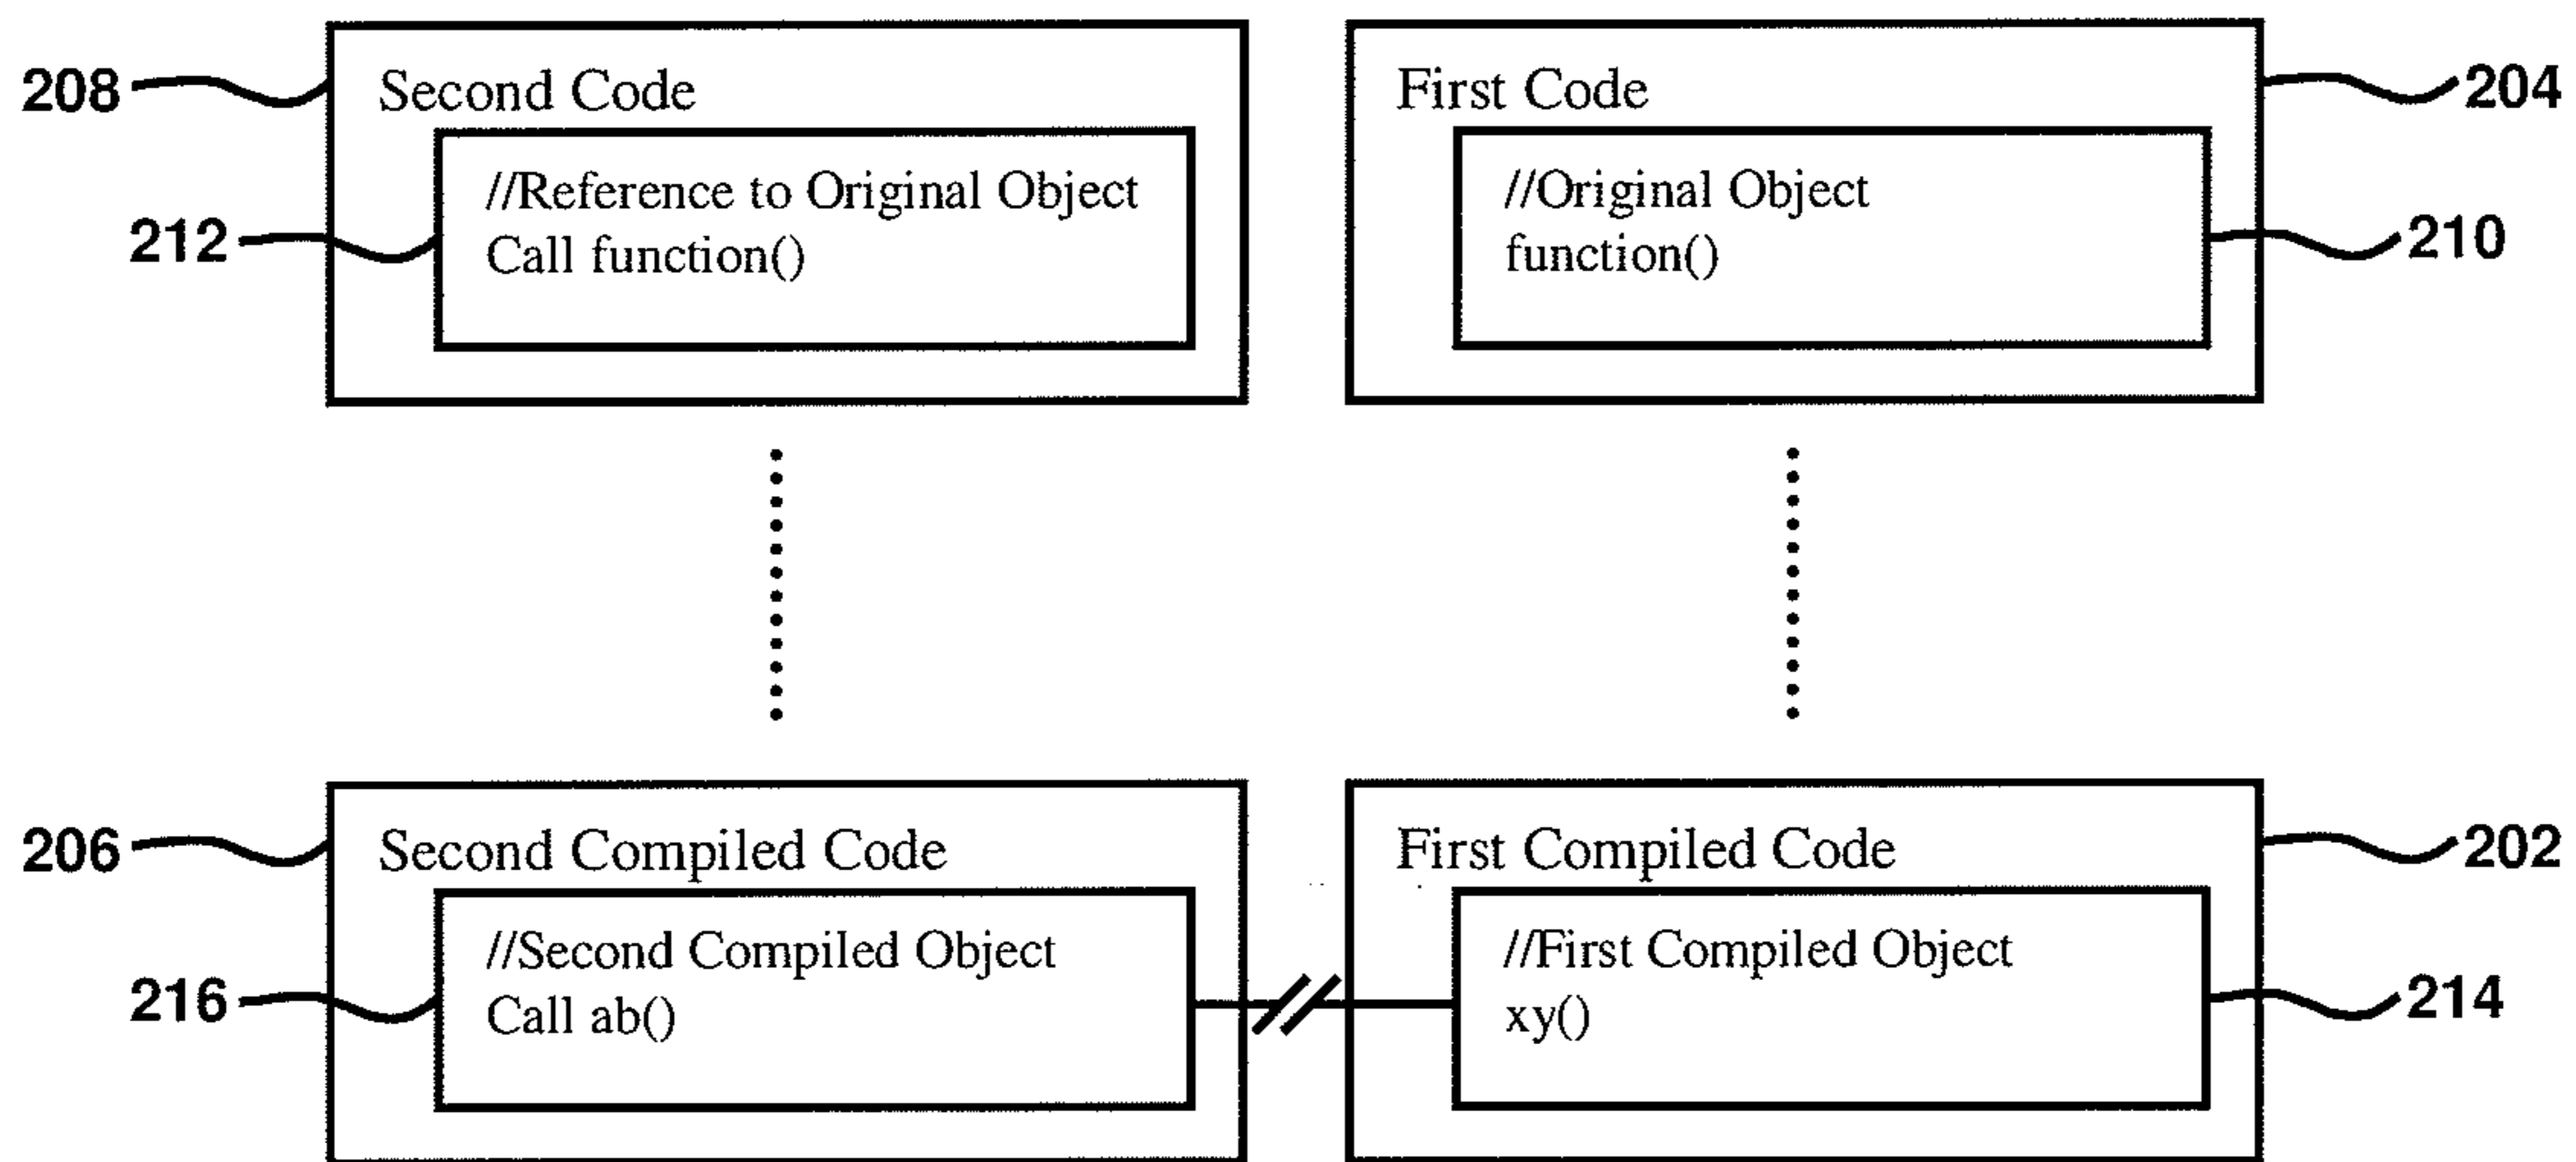 208
Second Code
//Reference to Original Object
212
Call function()
First Code
204
//Original Object
function()
210
206
Second Compiled Code
//Second Compiled Object
216
Call ab()
First Compiled Code
202
//First Compiled Object
xy()
214